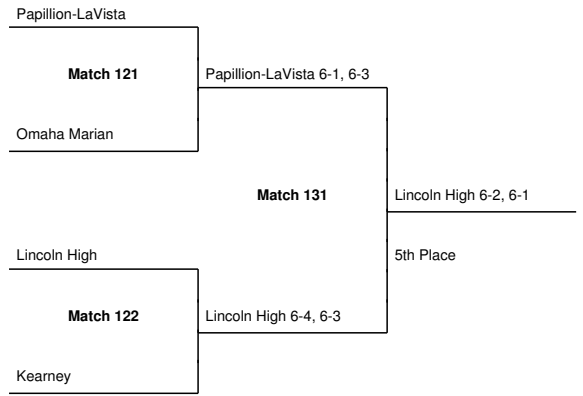 Papillion-LaVista
Match 121
Papillion-LaVista 6-1, 6-3
Omaha Marian
Match 131
Lincoln High 6-2, 6-1
Lincoln High
5th Place
Match 122
Lincoln High 6-4, 6-3
Kearney